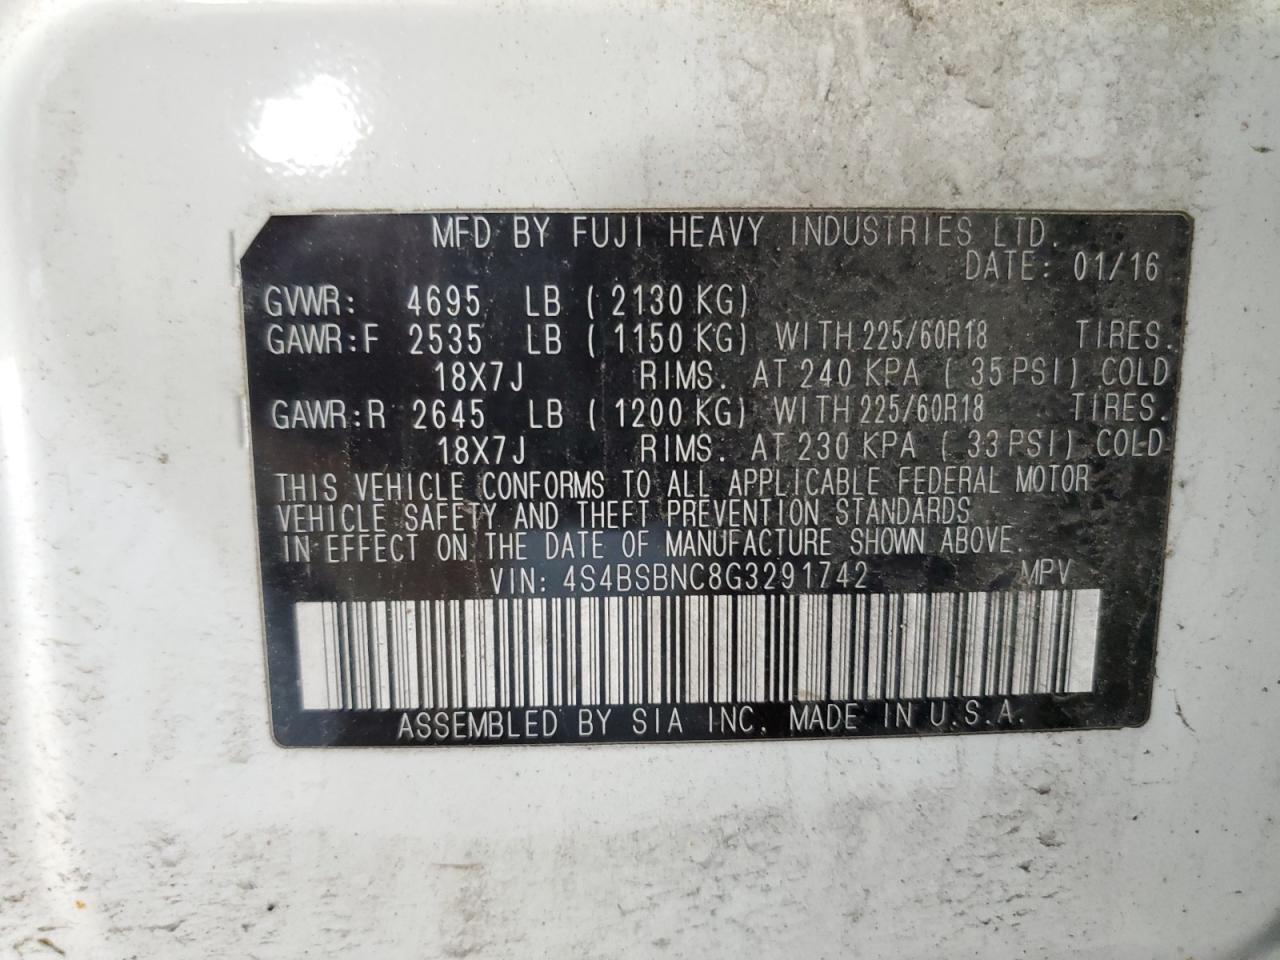 MFD BY FUJI HEAVY INDUSTRIES LTD.
DATE: 01/16
GVWR: 4695 LB (2130 KG)
GAWR:F 2535 LB (1150 KG) WITH 225/60R18 TIRES.
18X7J RIMS. AT 240 KPA (35 PSI) COLD
GAWR:R 2645 LB (1200 KG) WITH 225/60R18 TIRES.
18X7J RIMS. AT 230 KPA (33 PSI) COLD
THIS VEHICLE CONFORMS TO ALL APPLICABLE FEDERAL MOTOR
VEHICLE SAFETY AND THEFT PREVENTION STANDARDS
IN EFFECT ON THE DATE OF MANUFACTURE SHOWN ABOVE.
VIN: 4S4BSBNC8G3291742 MPV
ASSEMBLED BY SIA INC. MADE IN U.S.A.